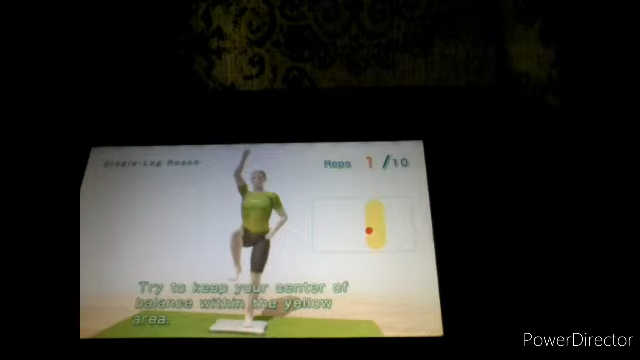 Single-Leg Reach
Reps 1/10
Try to keep your center of
balance within the yellow
area.
PowerDirector